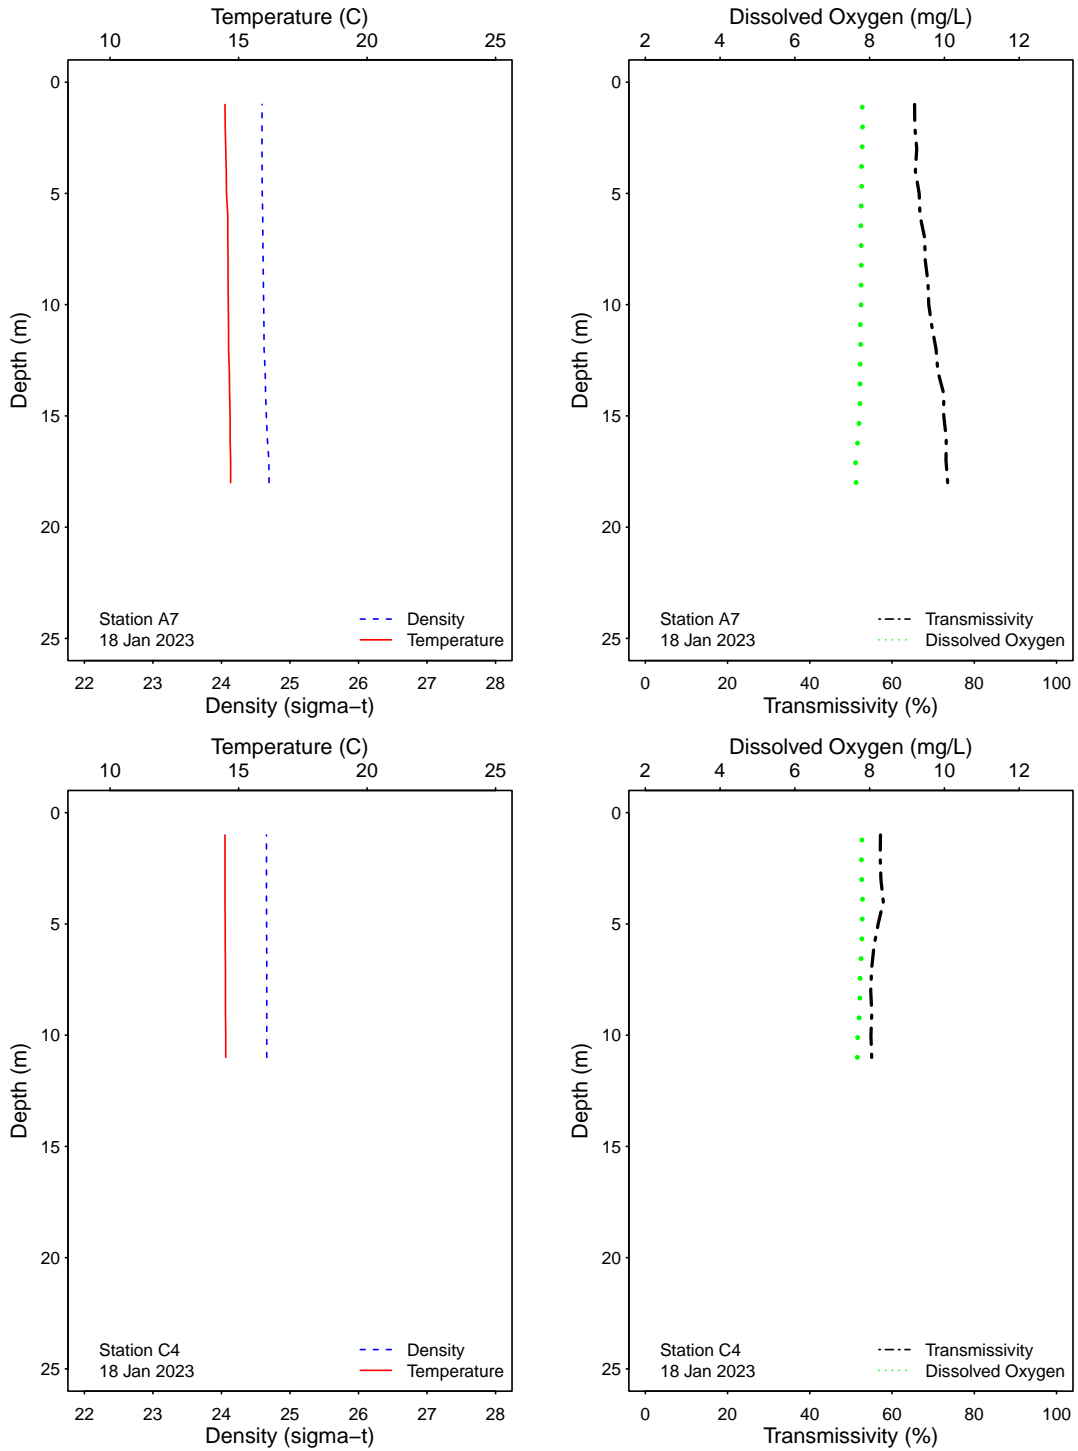 Temperature (C)
10 15 20 25
0
5
10
15
20
25
Depth (m)
Station A7
18 Jan 2023
Density
Temperature
22 23 24 25 26 27 28
Density (sigma−t)
Dissolved Oxygen (mg/L)
2 4 6 8 10 12
0
5
10
15
20
25
Depth (m)
Station A7
18 Jan 2023
Transmissivity
Dissolved Oxygen
0 20 40 60 80 100
Transmissivity (%)
Temperature (C)
10 15 20 25
0
5
10
15
20
25
Depth (m)
Station C4
18 Jan 2023
Density
Temperature
22 23 24 25 26 27 28
Density (sigma−t)
Dissolved Oxygen (mg/L)
2 4 6 8 10 12
0
5
10
15
20
25
Depth (m)
Station C4
18 Jan 2023
Transmissivity
Dissolved Oxygen
0 20 40 60 80 100
Transmissivity (%)